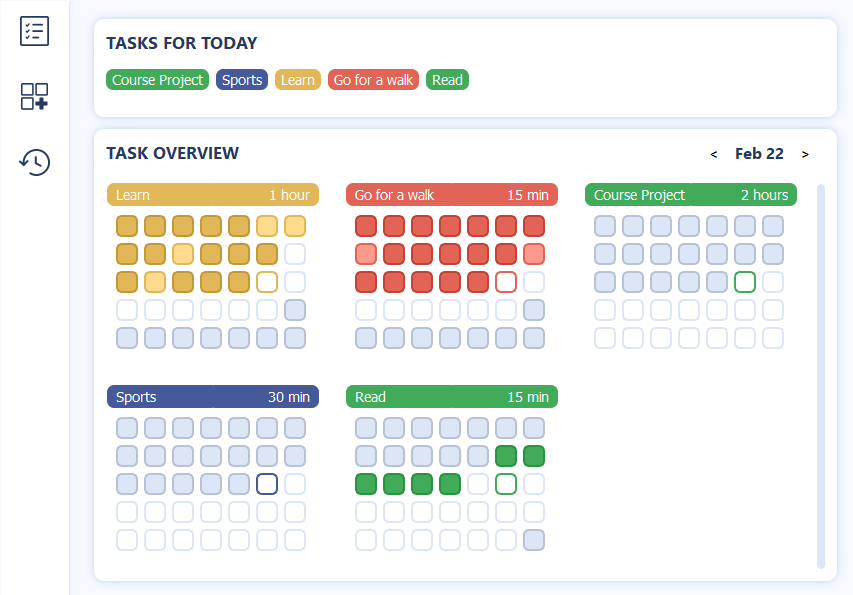 TASKS FOR TODAY
Course Project Sports Learn Go for a walk Read
TASK OVERVIEW < Feb 22 >
Learn 1 hour Go for a walk 15 min Course Project 2 hours
Sports 30 min Read 15 min